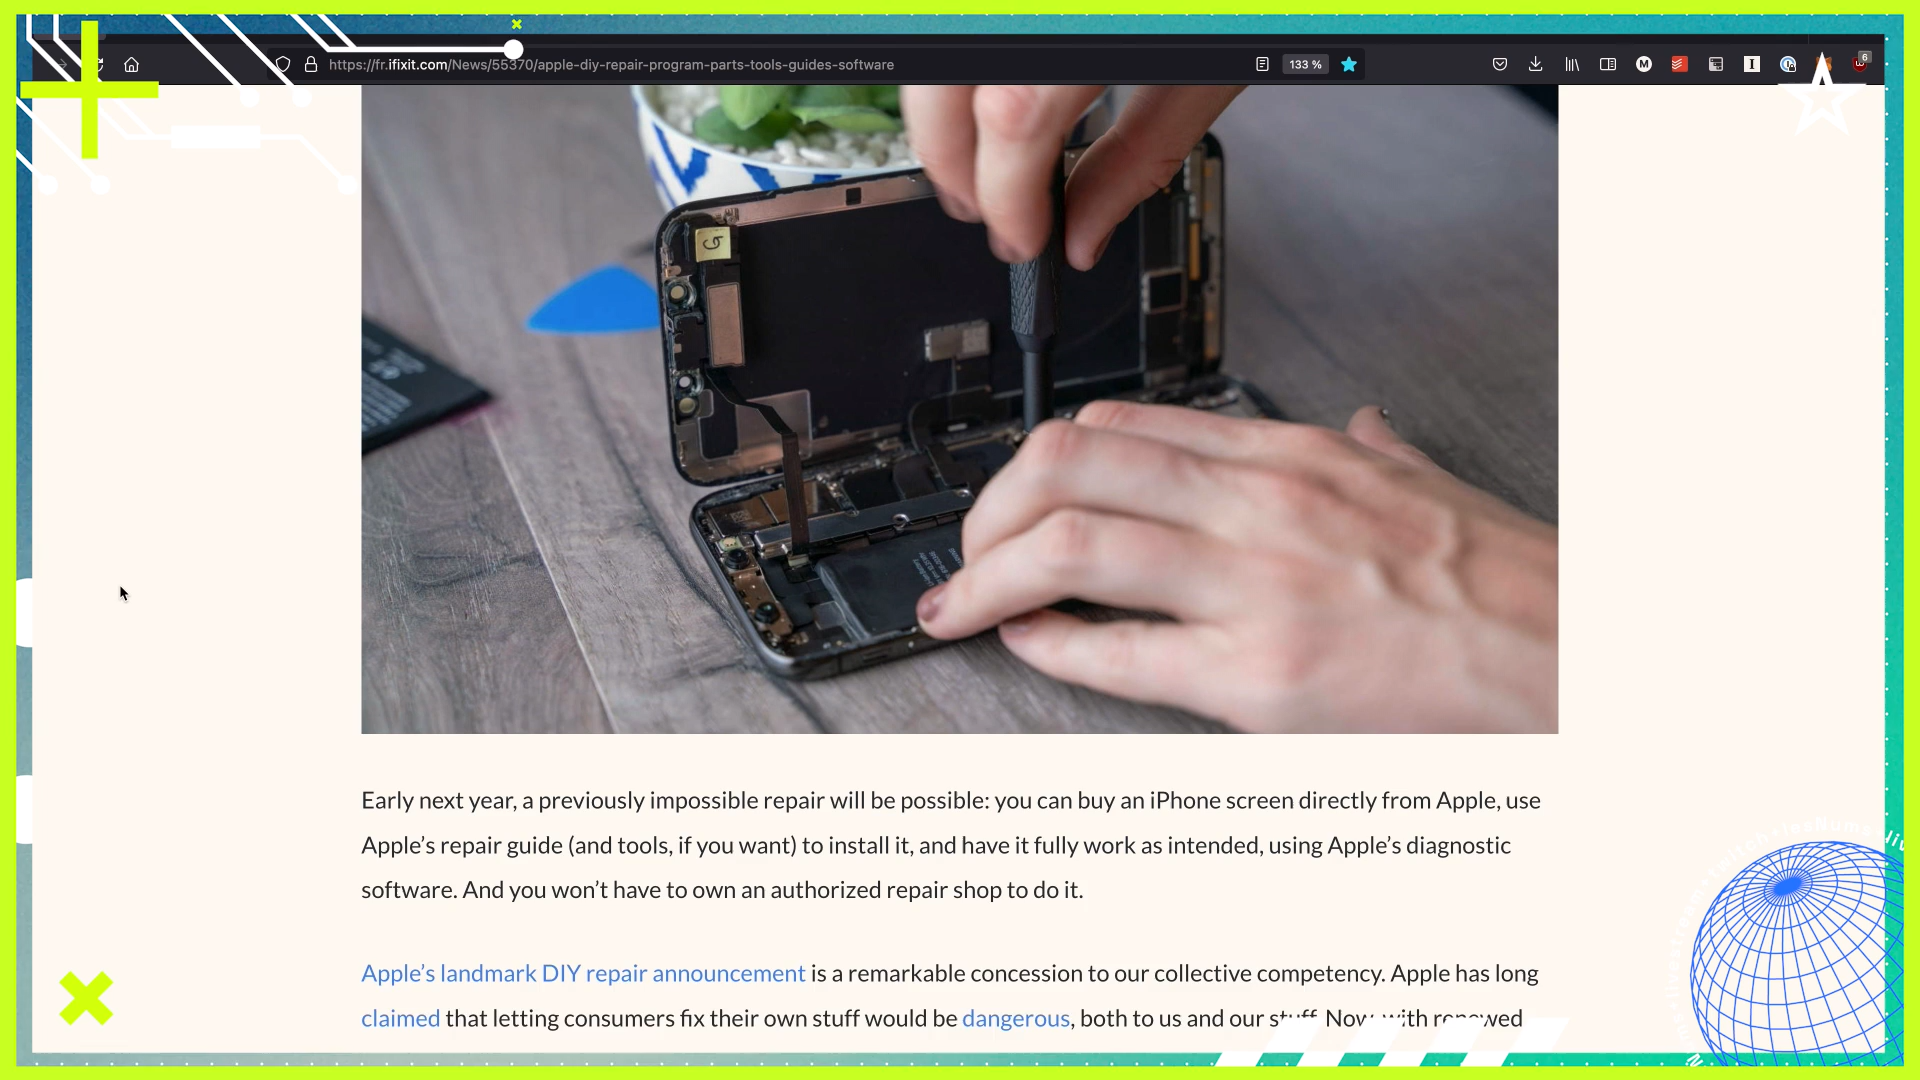 https://fr.ifixit.com/News/55370/apple-diy-repair-program-parts-tools-guides-software
133 %
M
I
6
G
Early next year, a previously impossible repair will be possible: you can buy an iPhone screen directly from Apple, use
Apple’s repair guide (and tools, if you want) to install it, and have it fully work as intended, using Apple’s diagnostic
software. And you won’t have to own an authorized repair shop to do it.
Apple’s landmark DIY repair announcement is a remarkable concession to our collective competency. Apple has long
claimed that letting consumers fix their own stuff would be dangerous, both to us and our stuff. Now, with renewed